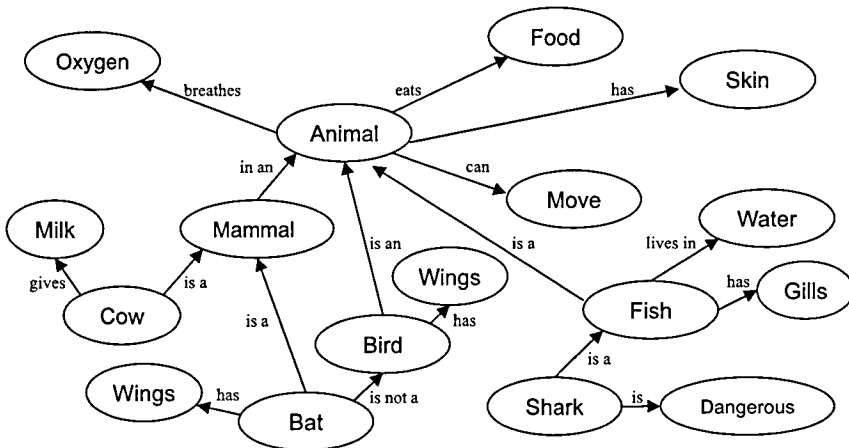 Food
Oxygen
Skin
eats
has
breathes
Animal
in an
can
Move
Milk
Mammal
Water
is a
lives in
Wings
gives
is a
has
Gills
Cow
Fish
has
is an
is a
Bird
is a
Wings
has
is not a
Bat
Shark
is
Dangerous